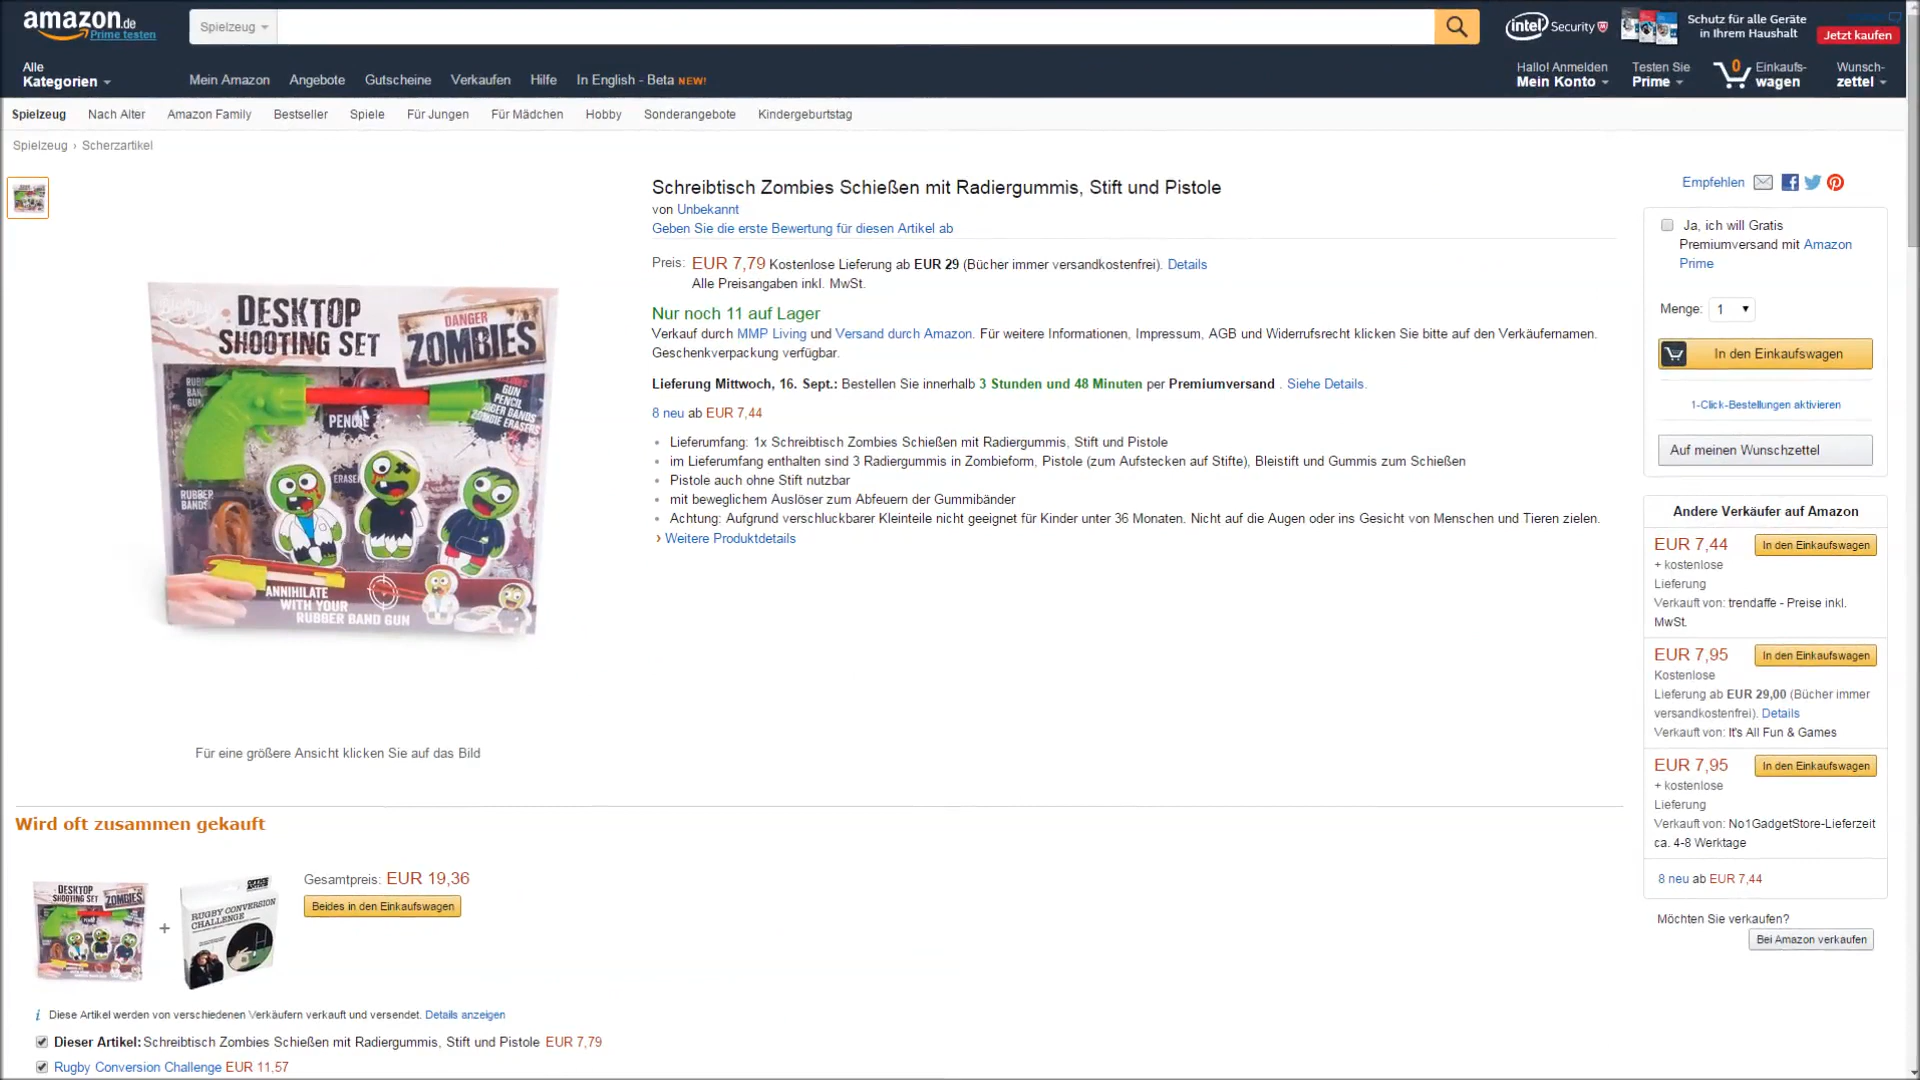 amazon.de
Prime testen
Spielzeug
intel Security
Schutz für alle Geräte
in Ihrem Haushalt
Jetzt kaufen
Alle
Kategorien
Mein Amazon
Angebote
Gutscheine
Verkaufen
Hilfe
In English - Beta NEW!
Hallo! Anmelden
Mein Konto
Testen Sie
Prime
0
Einkaufs-
wagen
Wunsch-
zettel
Spielzeug
Nach Alter
Amazon Family
Bestseller
Spiele
Für Jungen
Für Mädchen
Hobby
Sonderangebote
Kindergeburtstag
Spielzeug › Scherzartikel
DESKTOP
SHOOTING SET
DANGER
ZOMBIES
RUBBER
BAND
GUN
GUN
PENCIL
RUBBER BANDS
ZOMBIE ERASERS
PENCIL
ERASER
RUBBER
BANDS
ANNIHILATE
WITH YOUR
RUBBER BAND GUN
Für eine größere Ansicht klicken Sie auf das Bild
Schreibtisch Zombies Schießen mit Radiergummis, Stift und Pistole
von Unbekannt
Geben Sie die erste Bewertung für diesen Artikel ab
Preis: EUR 7,79 Kostenlose Lieferung ab EUR 29 (Bücher immer versandkostenfrei). Details
Alle Preisangaben inkl. MwSt.
Nur noch 11 auf Lager
Verkauf durch MMP Living und Versand durch Amazon. Für weitere Informationen, Impressum, AGB und Widerrufsrecht klicken Sie bitte auf den Verkäufernamen.
Geschenkverpackung verfügbar.
Lieferung Mittwoch, 16. Sept.: Bestellen Sie innerhalb 3 Stunden und 48 Minuten per Premiumversand . Siehe Details.
8 neu ab EUR 7,44
• Lieferumfang: 1x Schreibtisch Zombies Schießen mit Radiergummis, Stift und Pistole
• im Lieferumfang enthalten sind 3 Radiergummis in Zombieform, Pistole (zum Aufstecken auf Stifte), Bleistift und Gummis zum Schießen
• Pistole auch ohne Stift nutzbar
• mit beweglichem Auslöser zum Abfeuern der Gummibänder
• Achtung: Aufgrund verschluckbarer Kleinteile nicht geeignet für Kinder unter 36 Monaten. Nicht auf die Augen oder ins Gesicht von Menschen und Tieren zielen.
› Weitere Produktdetails
Empfehlen
Ja, ich will Gratis
Premiumversand mit Amazon
Prime
Menge: 1
In den Einkaufswagen
1-Click-Bestellungen aktivieren
Auf meinen Wunschzettel
Andere Verkäufer auf Amazon
EUR 7,44 In den Einkaufswagen
+ kostenlose
Lieferung
Verkauft von: trendaffe - Preise inkl.
MwSt.
EUR 7,95 In den Einkaufswagen
Kostenlose
Lieferung ab EUR 29,00 (Bücher immer
versandkostenfrei). Details
Verkauft von: It's All Fun & Games
EUR 7,95 In den Einkaufswagen
+ kostenlose
Lieferung
Verkauft von: No1GadgetStore-Lieferzeit
ca. 4-8 Werktage
8 neu ab EUR 7,44
Möchten Sie verkaufen?
Bei Amazon verkaufen
Wird oft zusammen gekauft
DESKTOP
SHOOTING SET
ZOMBIES
+
RUGBY CONVERSION
CHALLENGE
Gesamtpreis: EUR 19,36
Beides in den Einkaufswagen
i Diese Artikel werden von verschiedenen Verkäufern verkauft und versendet. Details anzeigen
Dieser Artikel: Schreibtisch Zombies Schießen mit Radiergummis, Stift und Pistole EUR 7,79
Rugby Conversion Challenge EUR 11,57